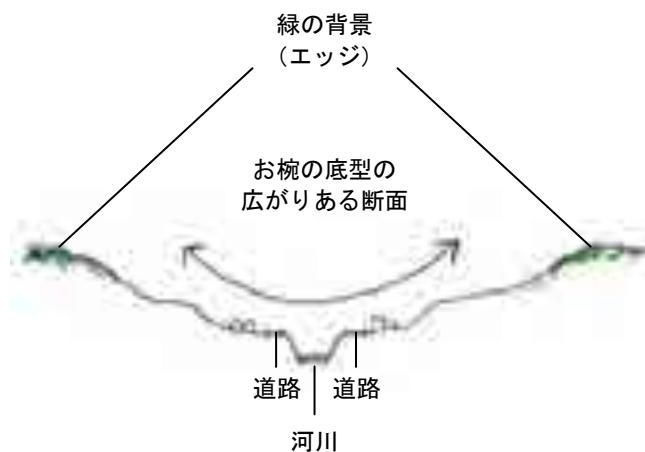 緑の背景
（エッジ）
お椀の底型の
広がりある断面
道路
道路
河川